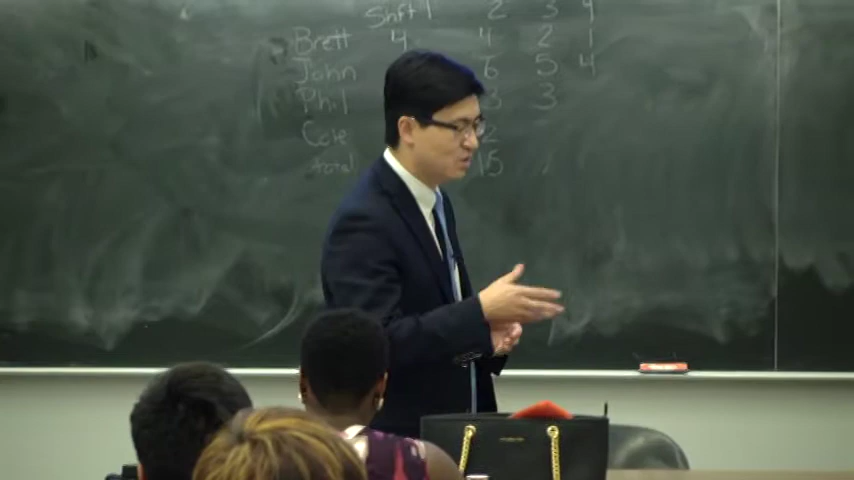 Shft 1 2 3 4
Brett 4 4 2 1
John 6 5 4
Phil 3 3
Cole 2
total 15